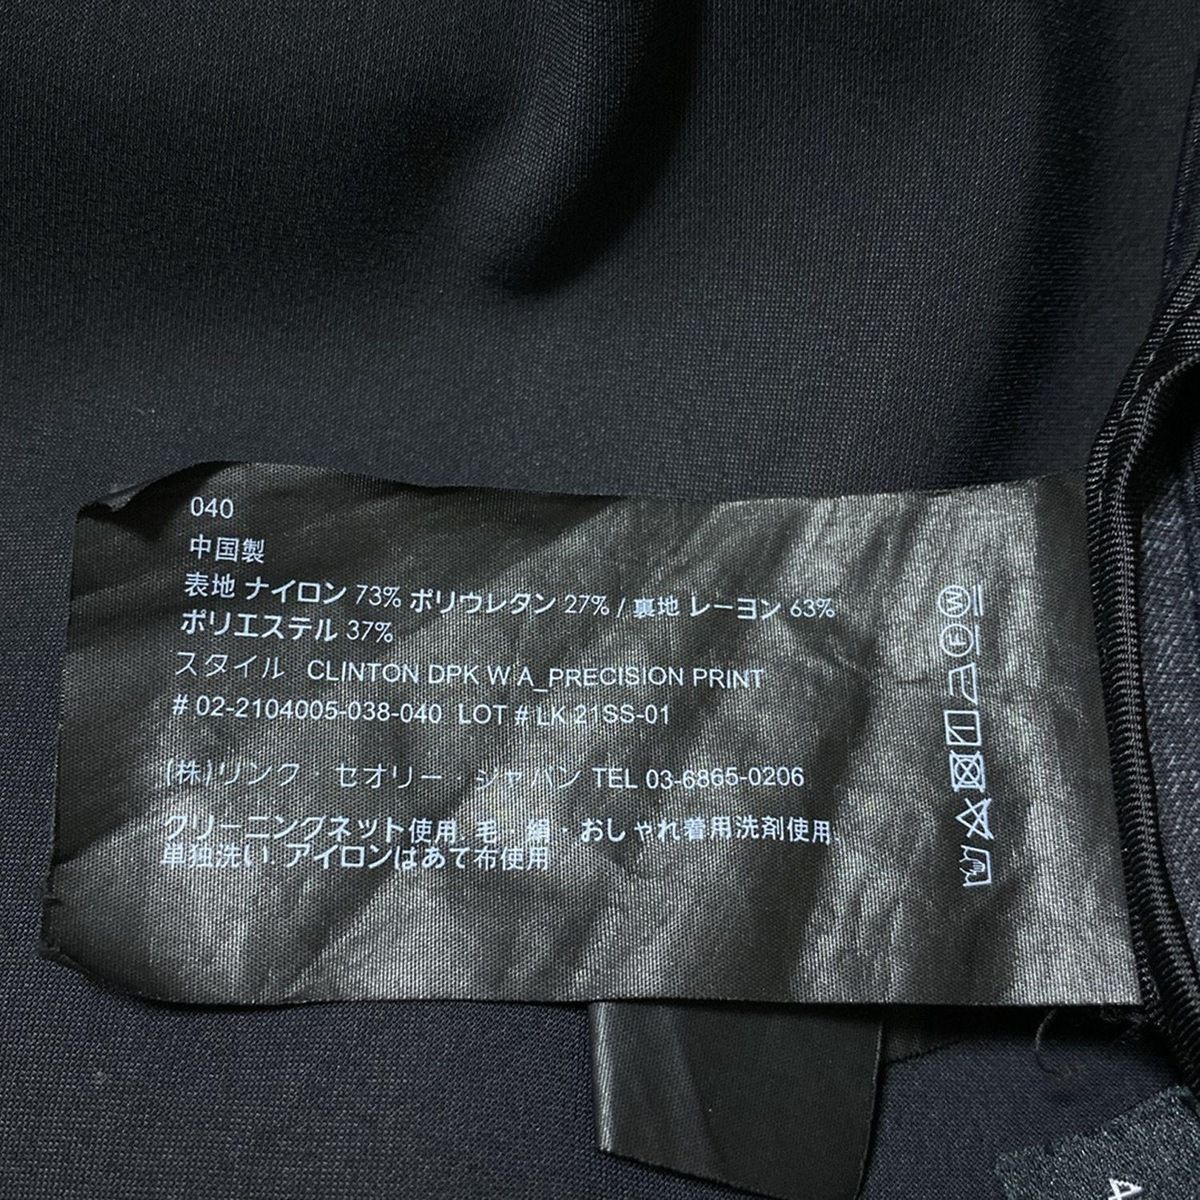 040
中国製
表地 ナイロン 73% ポリウレタン 27% / 裏地 レーヨン 63%
ポリエステル 37%
スタイル CLINTON DPK W A_PRECISION PRINT
# 02-2104005-038-040 LOT # LK 21SS-01
(株)リンク・セオリー・ジャパン TEL 03-6865-0206
クリーニングネット使用. 毛・絹・おしゃれ着用洗剤使用.
単独洗い. アイロンはあて布使用
W
F
A